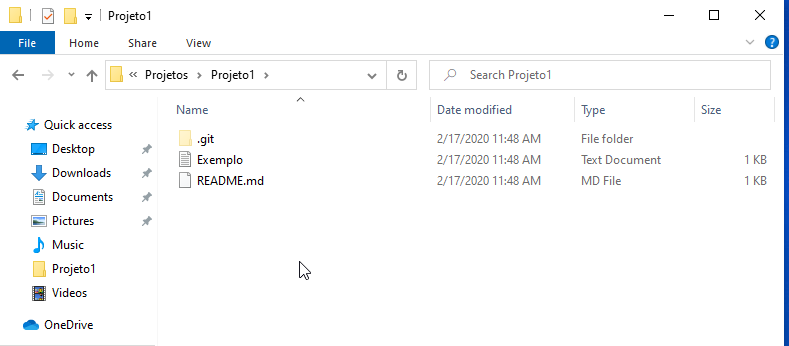 Projeto1
File Home Share View
« Projetos > Projeto1 > Search Projeto1
Name Date modified Type Size
Quick access
Desktop
Downloads
Documents
Pictures
Music
Projeto1
Videos
OneDrive
.git 2/17/2020 11:48 AM File folder
Exemplo 2/17/2020 11:48 AM Text Document 1 KB
README.md 2/17/2020 11:48 AM MD File 1 KB